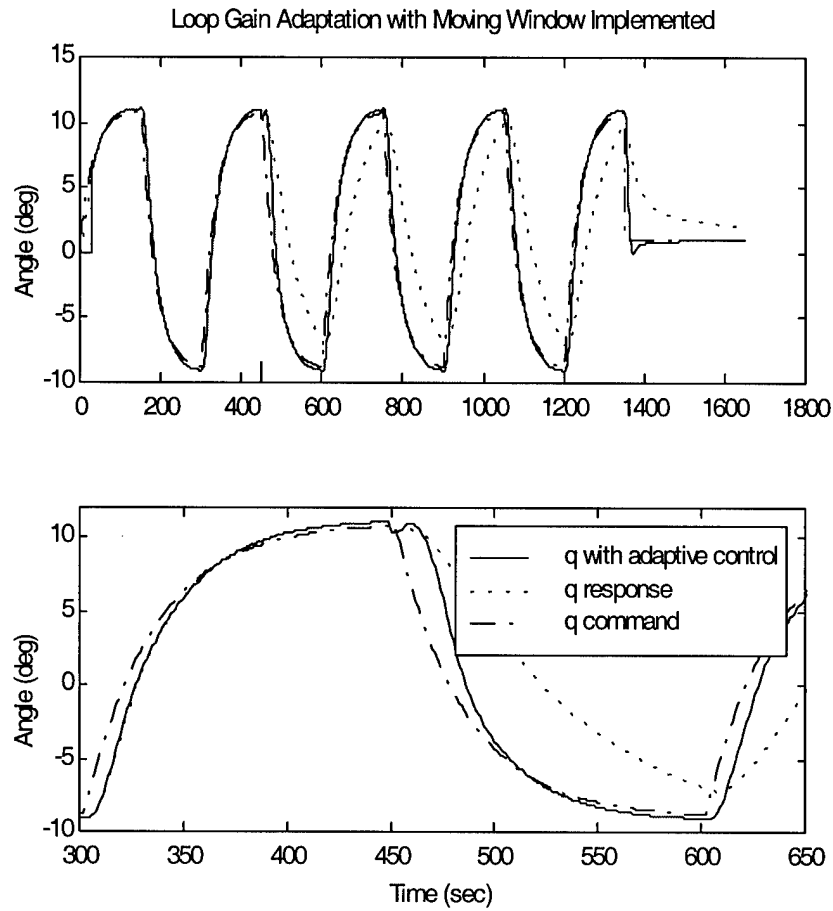 Loop Gain Adaptation with Moving Window Implemented
15
10
5
0
-5
-10
Angle (deg)
0 200 400 600 800 1000 1200 1400 1600 1800
10
5
0
-5
-10
Angle (deg)
q with adaptive control
q response
q command
300 350 400 450 500 550 600 650
Time (sec)